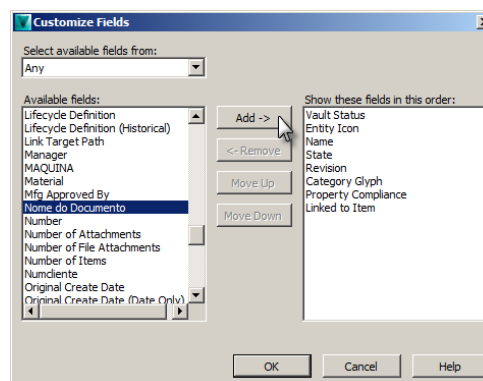 Customize Fields
Select available fields from:
Any
Available fields:
Lifecycle Definition
Lifecycle Definition (Historical)
Link Target Path
Manager
MAQUINA
Material
Mfg Approved By
Nome do Documento
Number
Number of Attachments
Number of File Attachments
Number of Items
Numcliente
Original Create Date
Original Create Date (Date Only)
Add ->
<- Remove
Move Up
Move Down
Show these fields in this order:
Vault Status
Entity Icon
Name
State
Revision
Category Glyph
Property Compliance
Linked to Item
OK
Cancel
Help